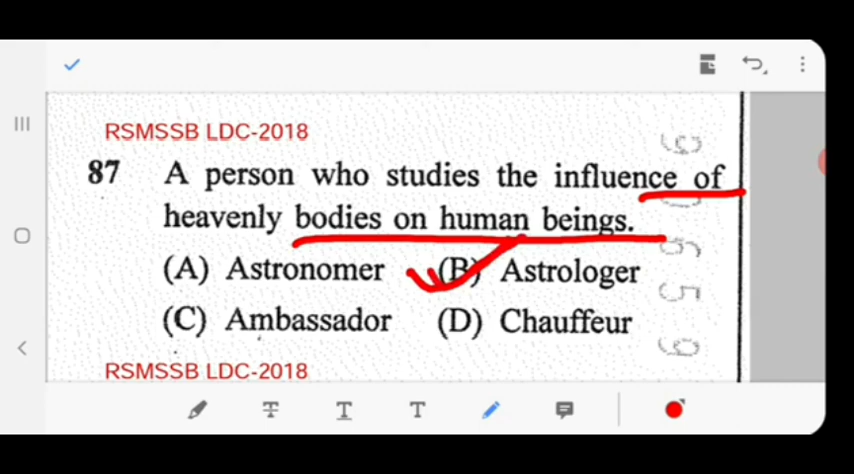 RSMSSB LDC-2018
87 A person who studies the influence of
heavenly bodies on human beings.
(A) Astronomer (B) Astrologer
(C) Ambassador (D) Chauffeur
RSMSSB LDC-2018